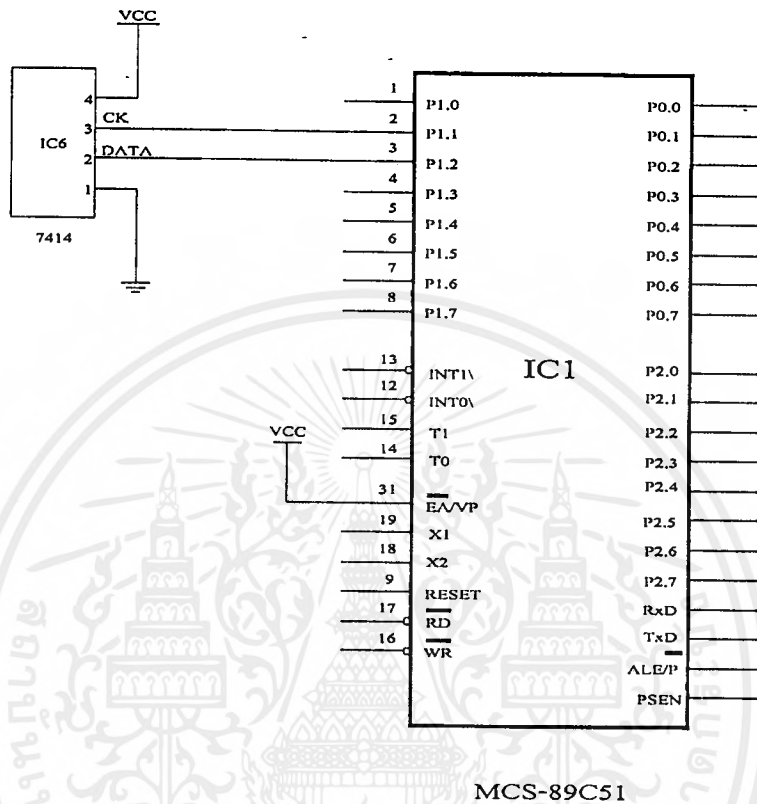 VCC
4
3
CK
IC6
2
DATA
1
7414
1
P1.0
2
P1.1
3
P1.2
4
P1.3
5
P1.4
6
P1.5
7
P1.6
8
P1.7
13
INT1\
12
INT0\
15
T1
14
T0
VCC
31
EA/VP
19
X1
18
X2
9
RESET
17
RD
16
WR
IC1
P0.0
P0.1
P0.2
P0.3
P0.4
P0.5
P0.6
P0.7
P2.0
P2.1
P2.2
P2.3
P2.4
P2.5
P2.6
P2.7
RxD
TxD
ALE/P
PSEN
MCS-89C51